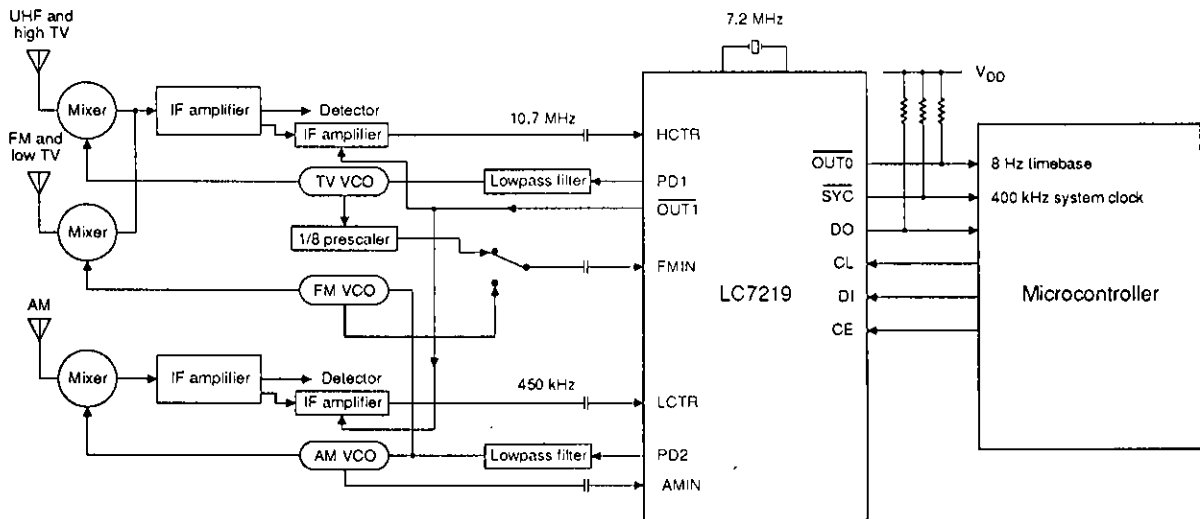 UHF and
high TV
7.2 MHz
VDD
Mixer
IF amplifier
Detector
IF amplifier
10.7 MHz
HCTR
FM and
low TV
OUT0
8 Hz timebase
TV VCO
Lowpass filter
PD1
SYC
400 kHz system clock
OUT1
Mixer
DO
1/8 prescaler
FMIN
CL
FM VCO
LC7219
DI
Microcontroller
AM
CE
Mixer
IF amplifier
Detector
IF amplifier
450 kHz
LCTR
AM VCO
Lowpass filter
PD2
AMIN